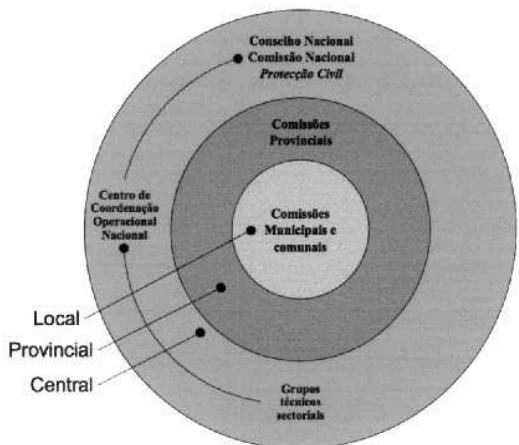 Conselho Nacional
Comissão Nacional
Protecção Civil
Comissões
Provinciais
Centro de
Coordenação
Operacional
Nacional
Comissões
Municipais e
comunais
Local
Provincial
Central
Grupos
técnicos
sectoriais